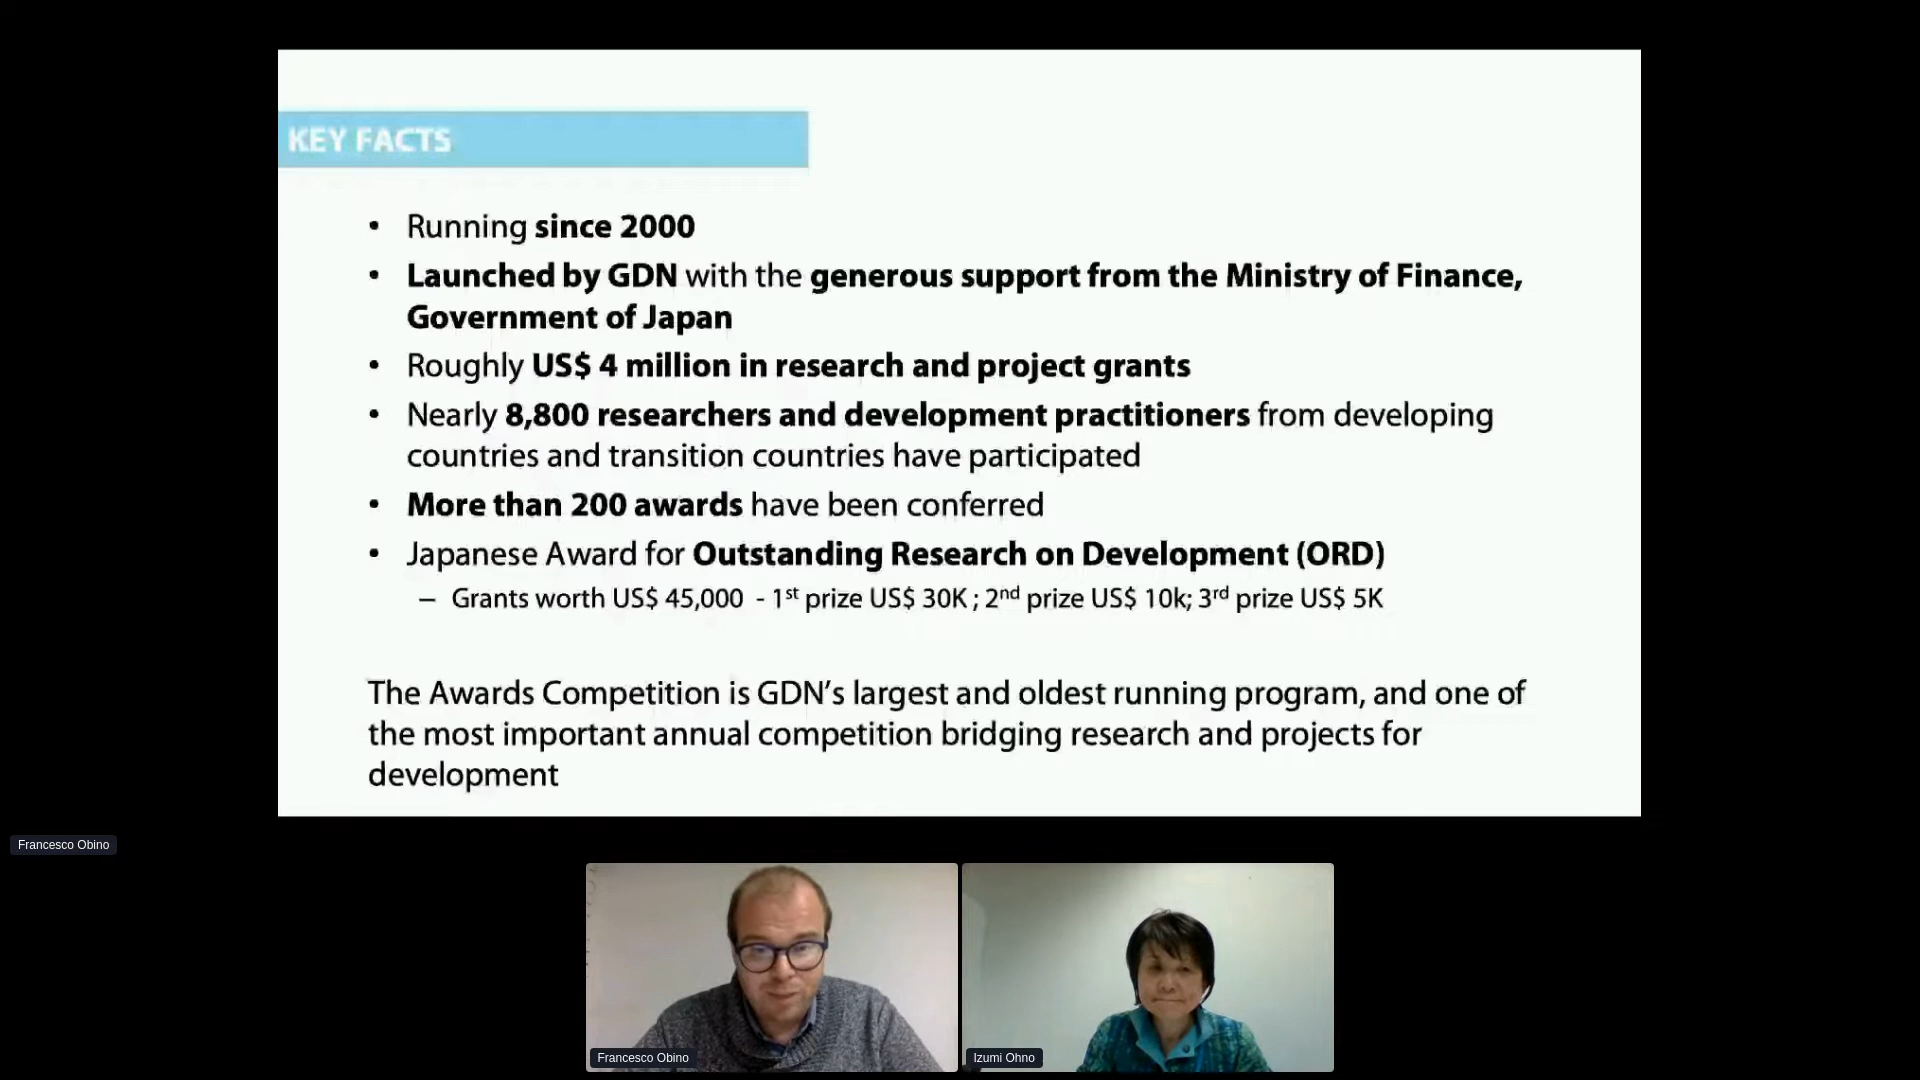 KEY FACTS
• Running since 2000
• Launched by GDN with the generous support from the Ministry of Finance,
Government of Japan
• Roughly US$ 4 million in research and project grants
• Nearly 8,800 researchers and development practitioners from developing
countries and transition countries have participated
• More than 200 awards have been conferred
• Japanese Award for Outstanding Research on Development (ORD)
– Grants worth US$ 45,000 - 1st prize US$ 30K ; 2nd prize US$ 10k; 3rd prize US$ 5K
The Awards Competition is GDN’s largest and oldest running program, and one of
the most important annual competition bridging research and projects for
development
Francesco Obino
Francesco Obino
Izumi Ohno